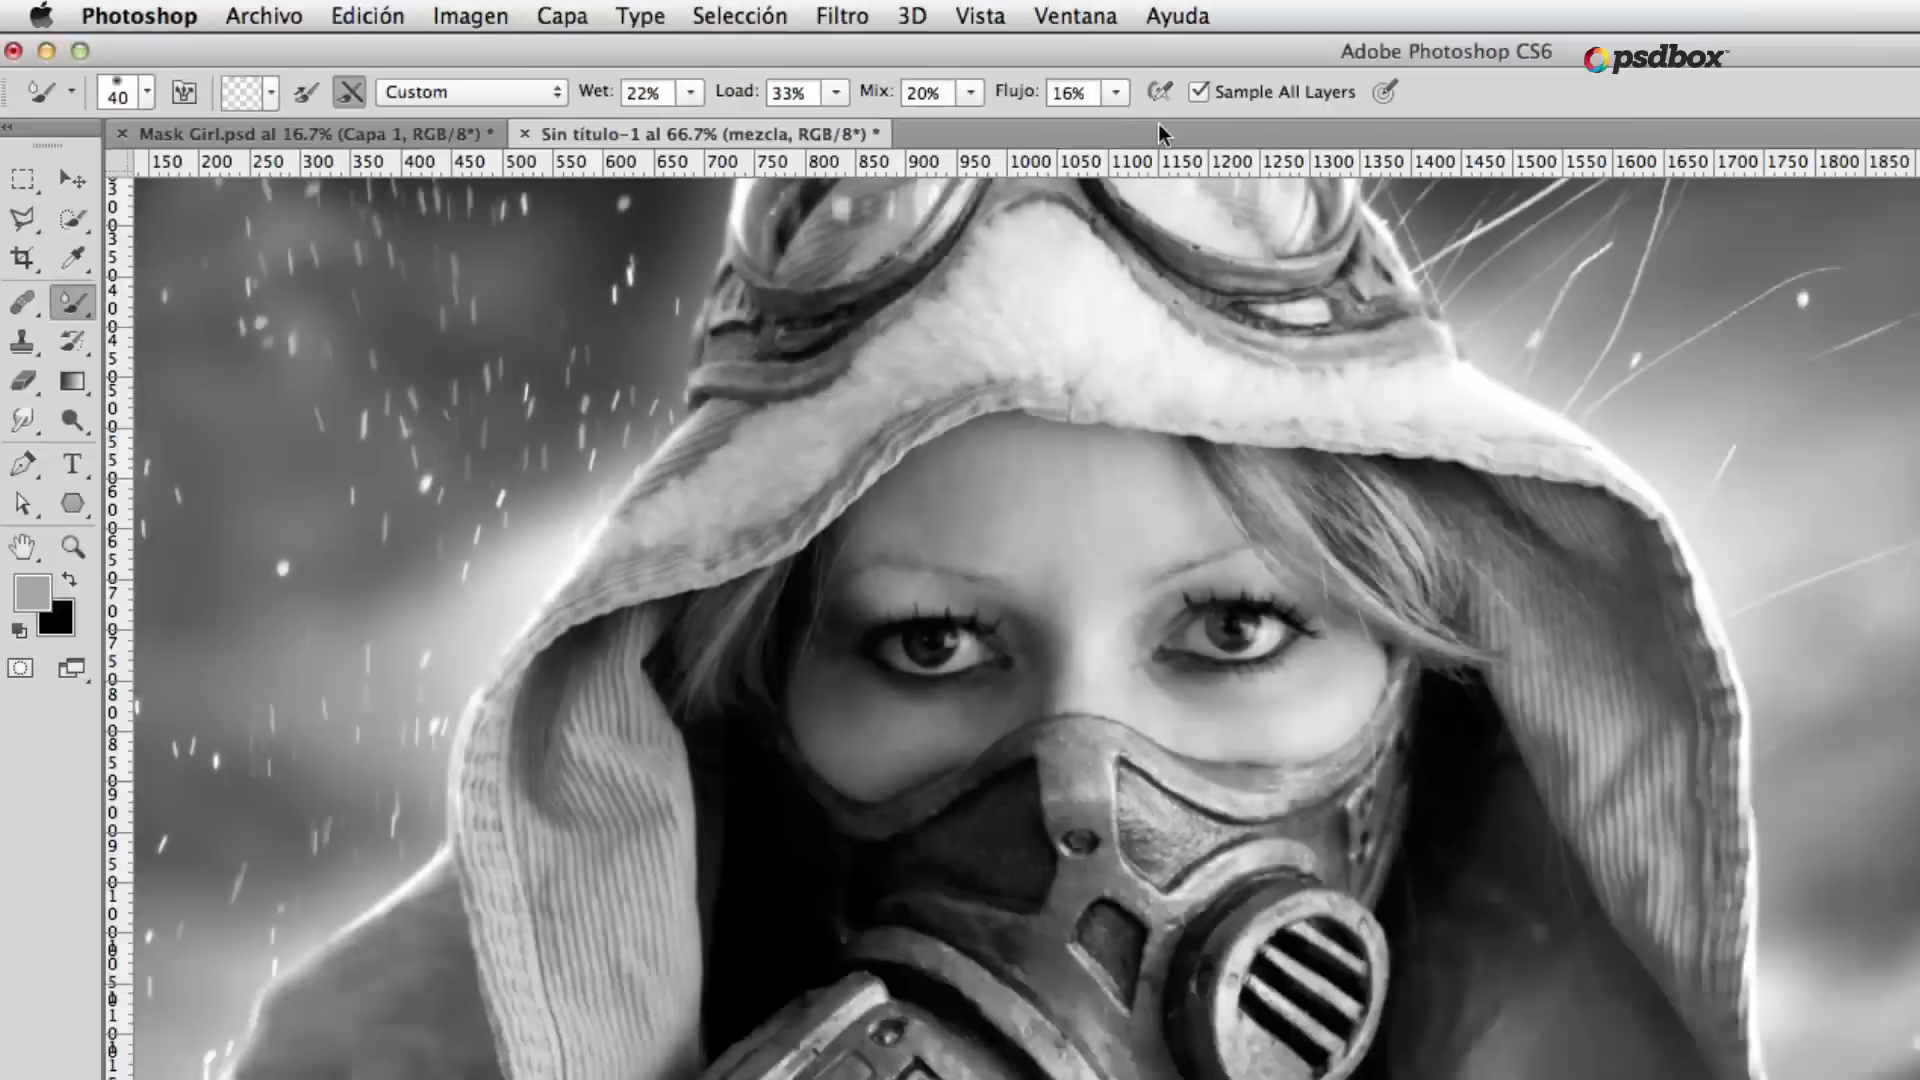 Photoshop Archivo Edición Imagen Capa Type Selección Filtro 3D Vista Ventana Ayuda
Adobe Photoshop CS6 psdbox
40 Custom Wet: 22% Load: 33% Mix: 20% Flujo: 16% Sample All Layers
× Mask Girl.psd al 16.7% (Capa 1, RGB/8*) * × Sin título-1 al 66.7% (mezcla, RGB/8*) *
150 200 250 300 350 400 450 500 550 600 650 700 750 800 850 900 950 1000 1050 1100 1150 1200 1250 1300 1350 1400 1450 1500 1550 1600 1650 1700 1750 1800 1850